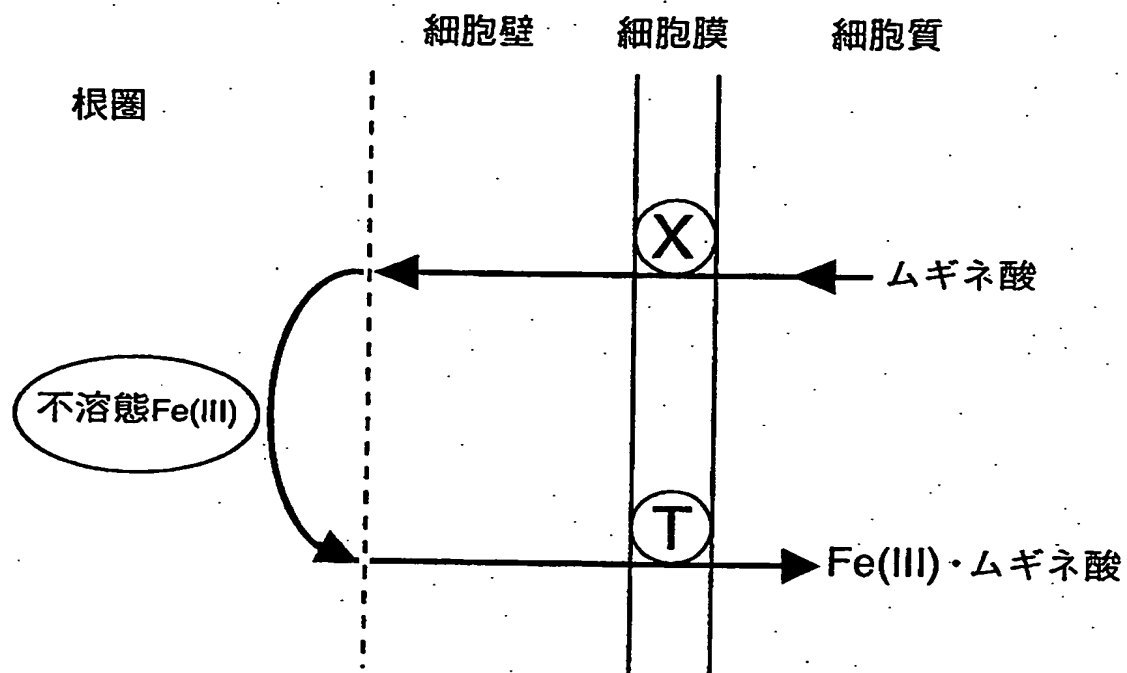 細胞壁 細胞膜 細胞質
根圏
X
ムギネ酸
不溶態Fe(III)
T
Fe(III)・ムギネ酸